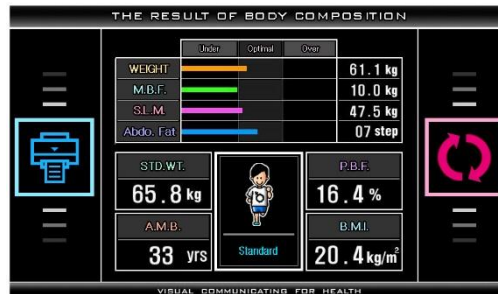 THE RESULT OF BODY COMPOSITION
Under Optimal Over
WEIGHT 61.1 kg
M.B.F. 10.0 kg
S.L.M. 47.5 kg
Abdo. Fat 07 step
STD.WT. P.B.F.
65.8 kg 16.4 %
A.M.B. B.M.I.
33 yrs Standard 20.4 kg/m²
VISUAL COMMUNICATING FOR HEALTH